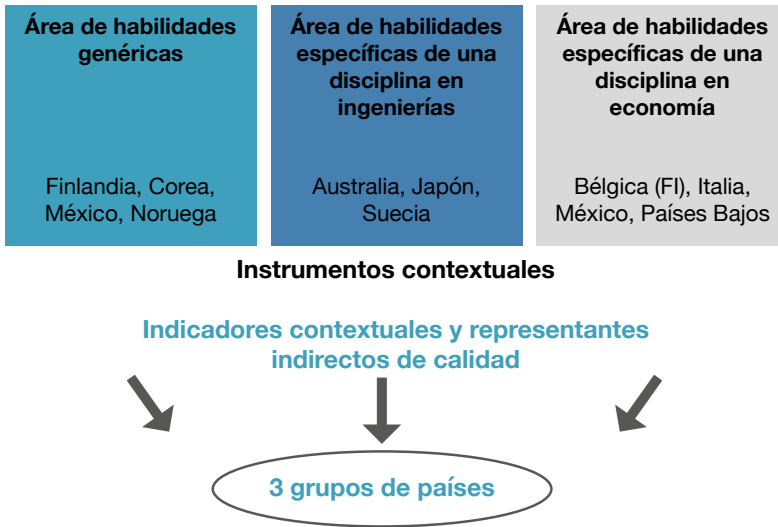 Área de habilidades
genéricas
Finlandia, Corea,
México, Noruega
Área de habilidades
específicas de una
disciplina en
ingenierías
Australia, Japón,
Suecia
Área de habilidades
específicas de una
disciplina en
economía
Bélgica (FI), Italia,
México, Países Bajos
Instrumentos contextuales
Indicadores contextuales y representantes
indirectos de calidad
3 grupos de países